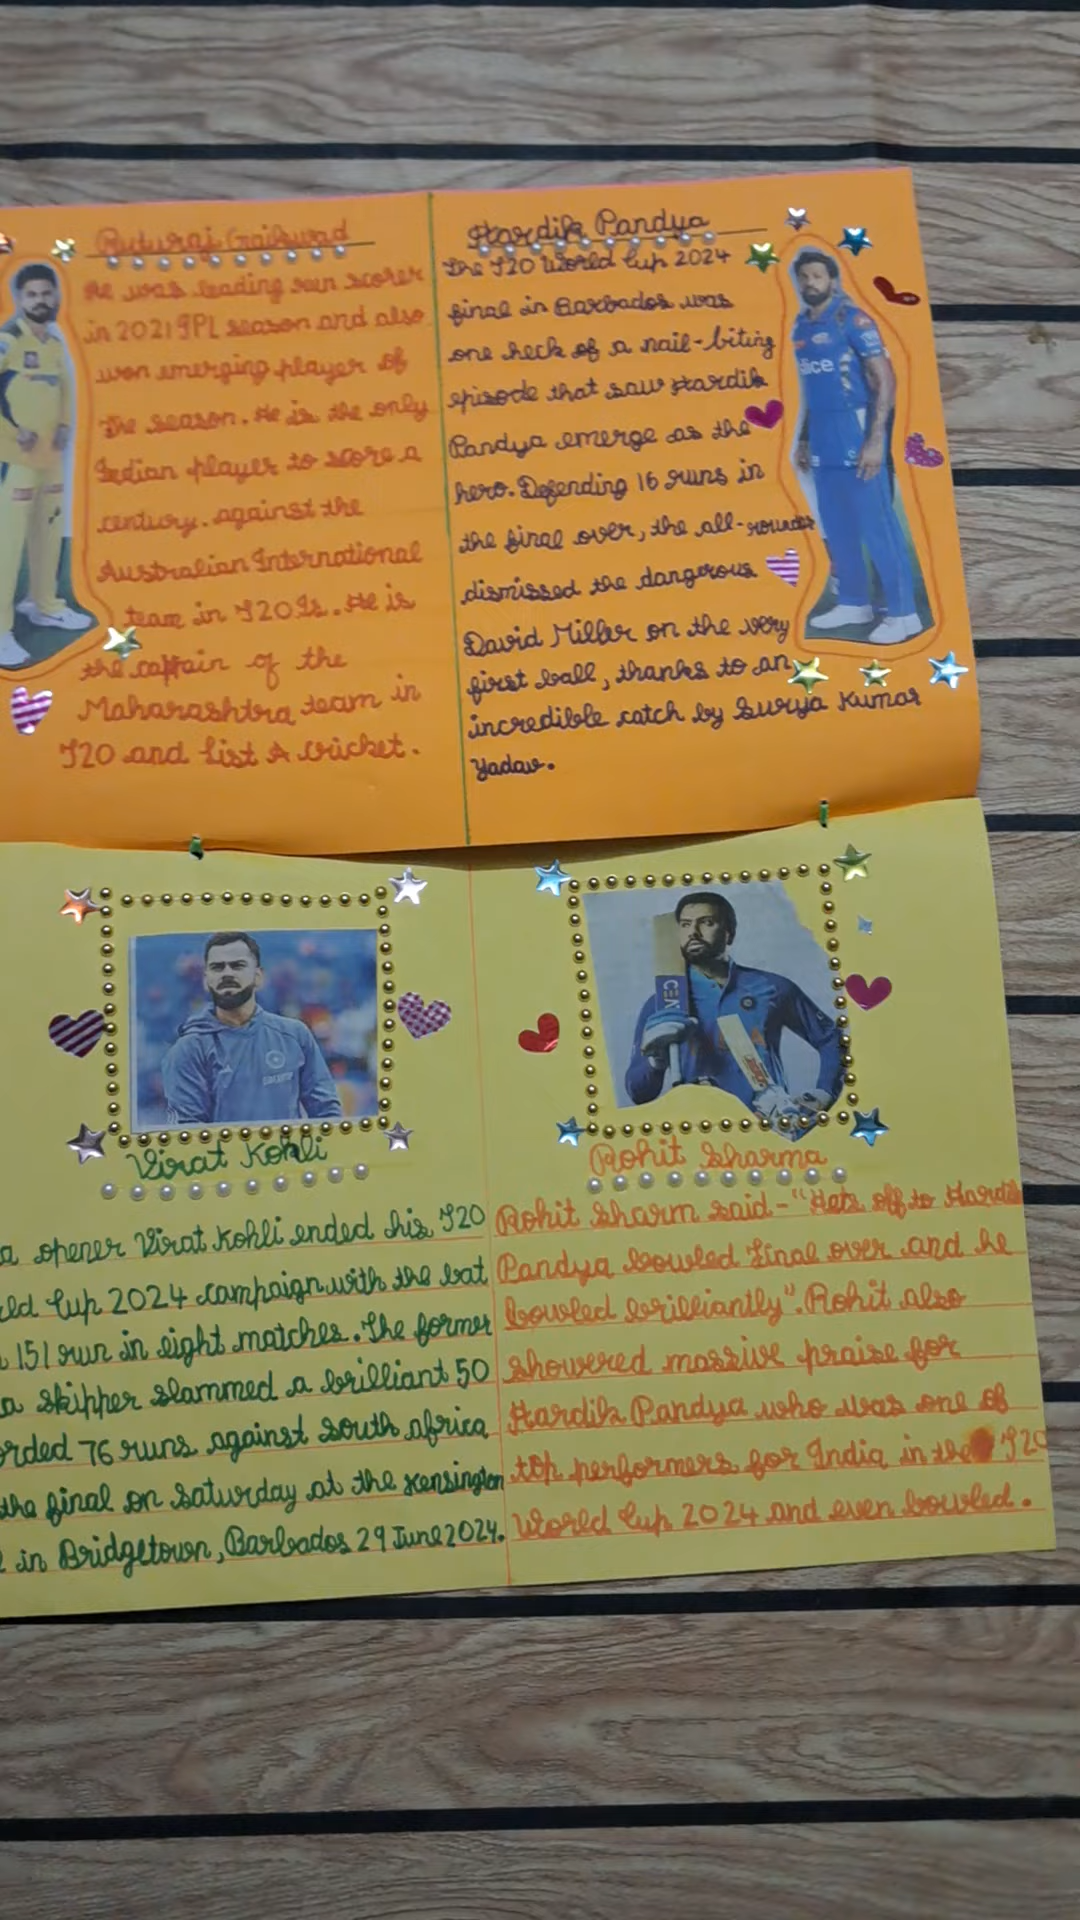 Ruturaj Gaikwad
He was leading run scorer
in 2021 IPL season and also
won emerging player of
the season. He is the only
Indian player to score a
century. against the
Australian International
team in T20Is. He is
the captain of the
Maharashtra team in
T20 and List A cricket.
Hardik Pandya
The T20 World Cup 2024
final in Barbados was
one heck of a nail-biting
episode that saw Hardik
Pandya emerge as the
hero. Defending 16 runs in
the final over, the all-rounder
dismissed the dangerous
David Miller on the very
first ball, thanks to an
incredible catch by Surya Kumar
Yadav.
Virat Kohli
a opener Virat Kohli ended his T20
ld Cup 2024 campaign with the bat
151 run in eight matches. The former
a skipper slammed a brilliant 50
orded 76 runs against South africa
the final on Saturday at the Kensington
in Bridgetown, Barbados 29 June 2024.
Rohit Sharma
Rohit Sharm said-"Hets off to Hardik
Pandya bowled final over and he
bowled brilliantly". Rohit also
showered massive praise for
Hardik Pandya who was one of
top performers for India in the T20
World Cup 2024 and even bowled.